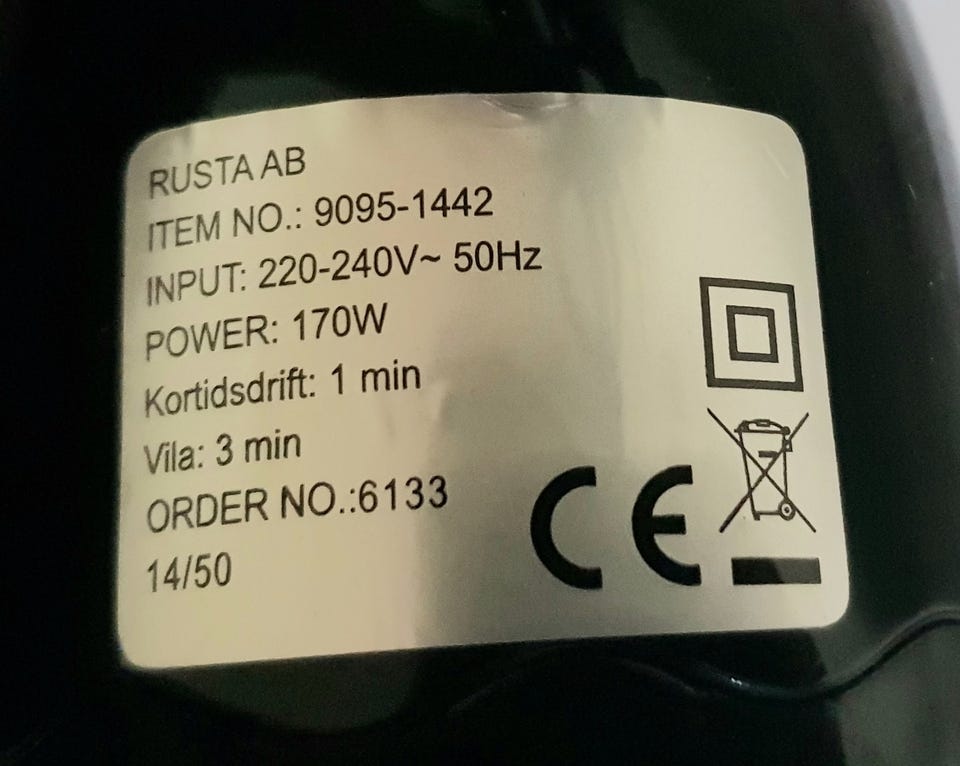 RUSTA AB
ITEM NO.: 9095-1442
INPUT: 220-240V~ 50Hz
POWER: 170W
Kortidsdrift: 1 min
Vila: 3 min
ORDER NO.:6133
14/50
CE